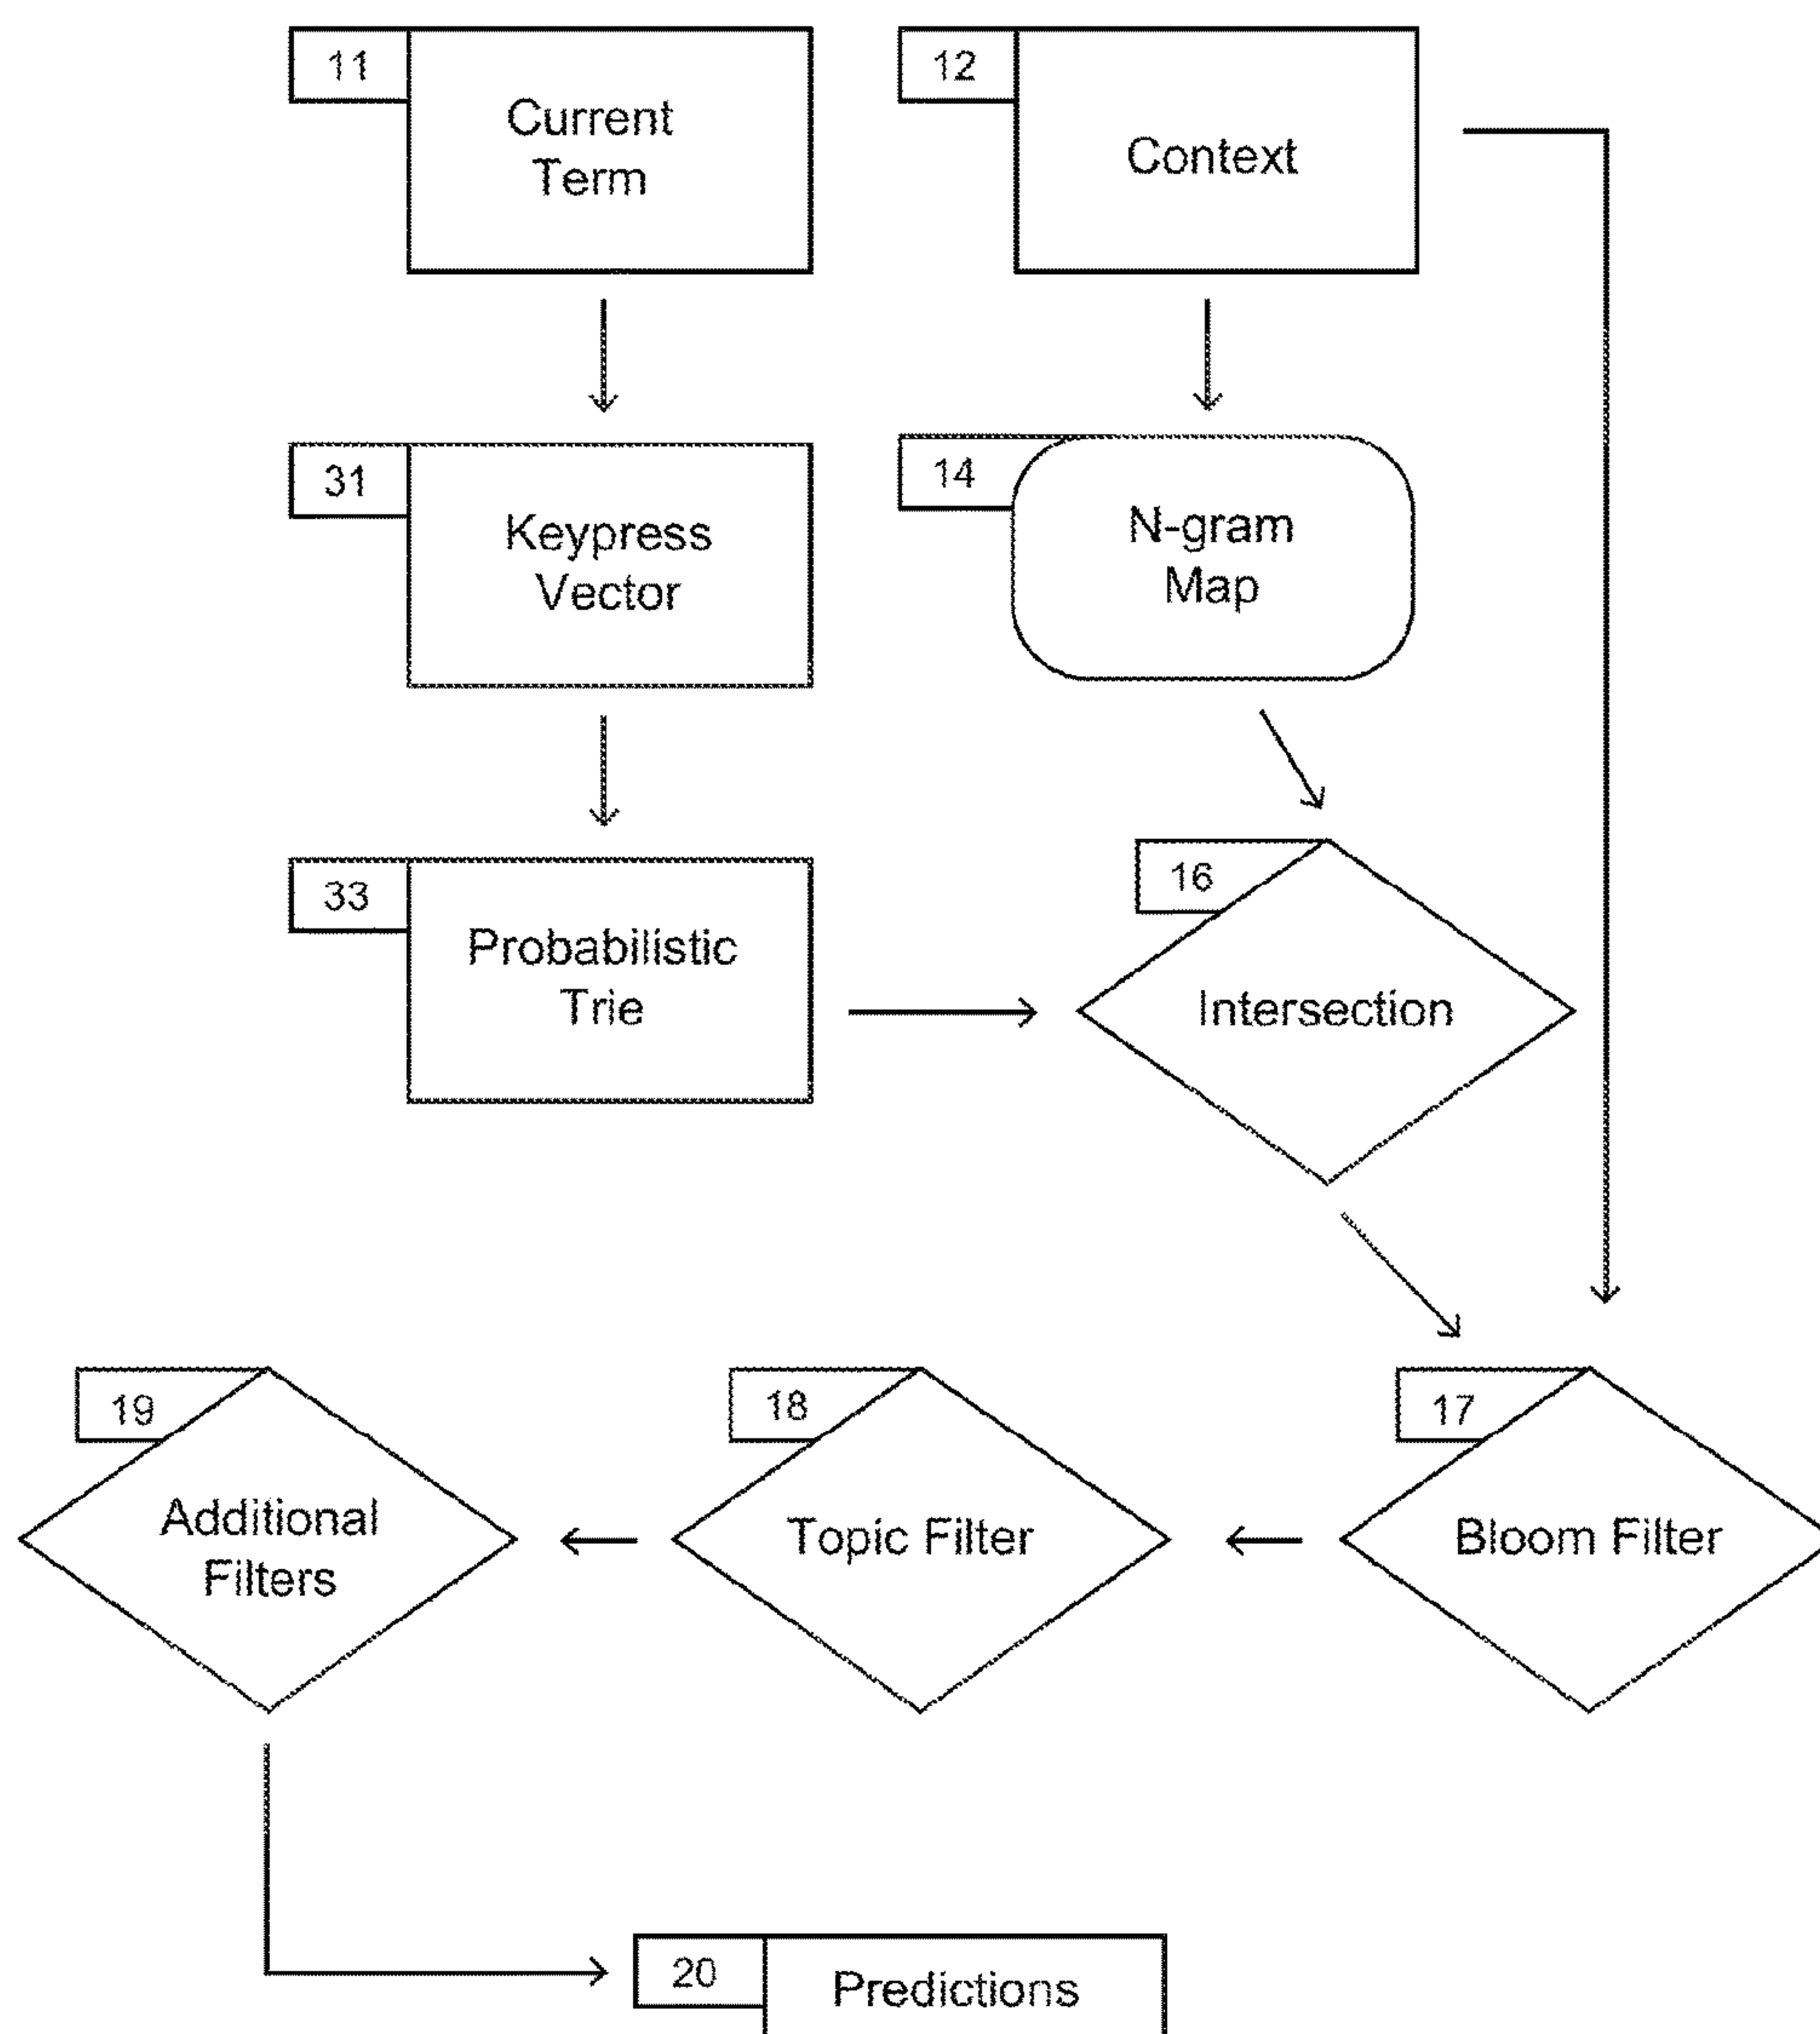 11
Current
Term
12
Context
31
Keypress
Vector
14
N-gram
Map
33
Probabilistic
Trie
16
Intersection
19
Additional
Filters
18
Topic Filter
17
Bloom Filter
20
Predictions